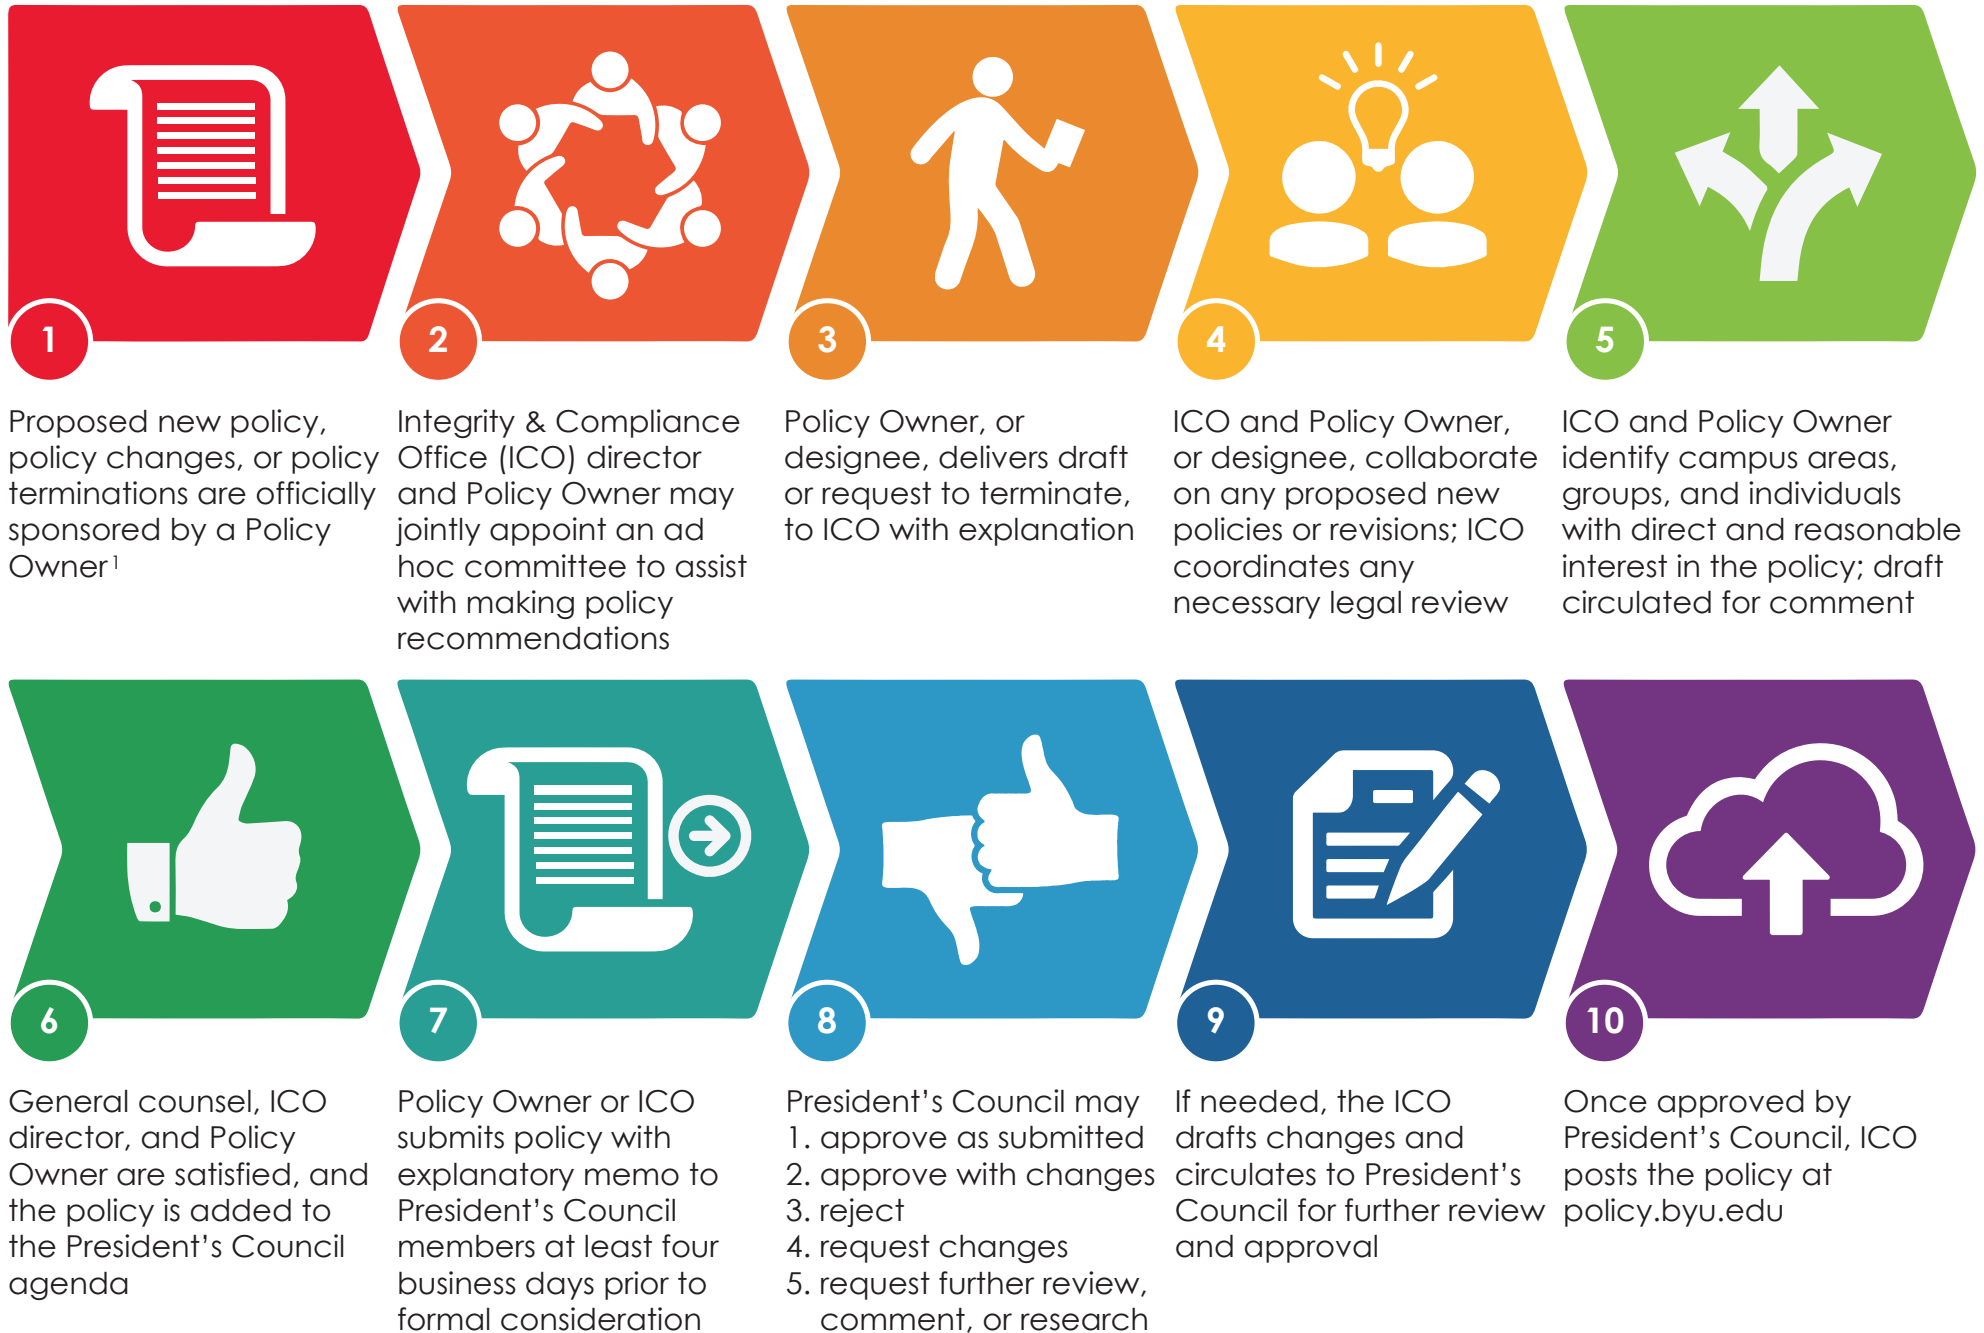 1
Proposed new policy,
policy changes, or policy
terminations are officially
sponsored by a Policy
Owner¹
2
Integrity & Compliance
Office (ICO) director
and Policy Owner may
jointly appoint an ad
hoc committee to assist
with making policy
recommendations
3
Policy Owner, or
designee, delivers draft
or request to terminate,
to ICO with explanation
4
ICO and Policy Owner,
or designee, collaborate
on any proposed new
policies or revisions; ICO
coordinates any
necessary legal review
5
ICO and Policy Owner
identify campus areas,
groups, and individuals
with direct and reasonable
interest in the policy; draft
circulated for comment
6
General counsel, ICO
director, and Policy
Owner are satisfied, and
the policy is added to
the President’s Council
agenda
7
Policy Owner or ICO
submits policy with
explanatory memo to
President’s Council
members at least four
business days prior to
formal consideration
8
President’s Council may
1. approve as submitted
2. approve with changes
3. reject
4. request changes
5. request further review,
comment, or research
9
If needed, the ICO
drafts changes and
circulates to President’s
Council for further review
and approval
10
Once approved by
President’s Council, ICO
posts the policy at
policy.byu.edu